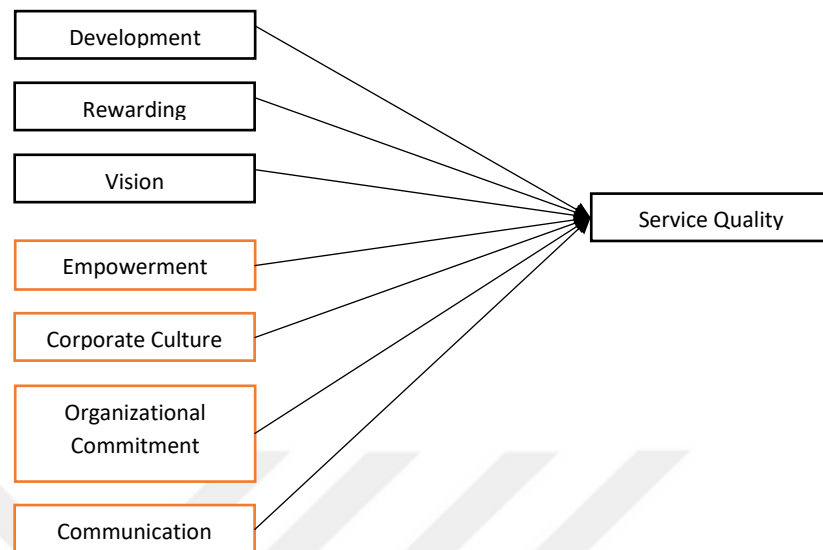 Development
Rewarding
Vision
Service Quality
Empowerment
Corporate Culture
Organizational
Commitment
Communication